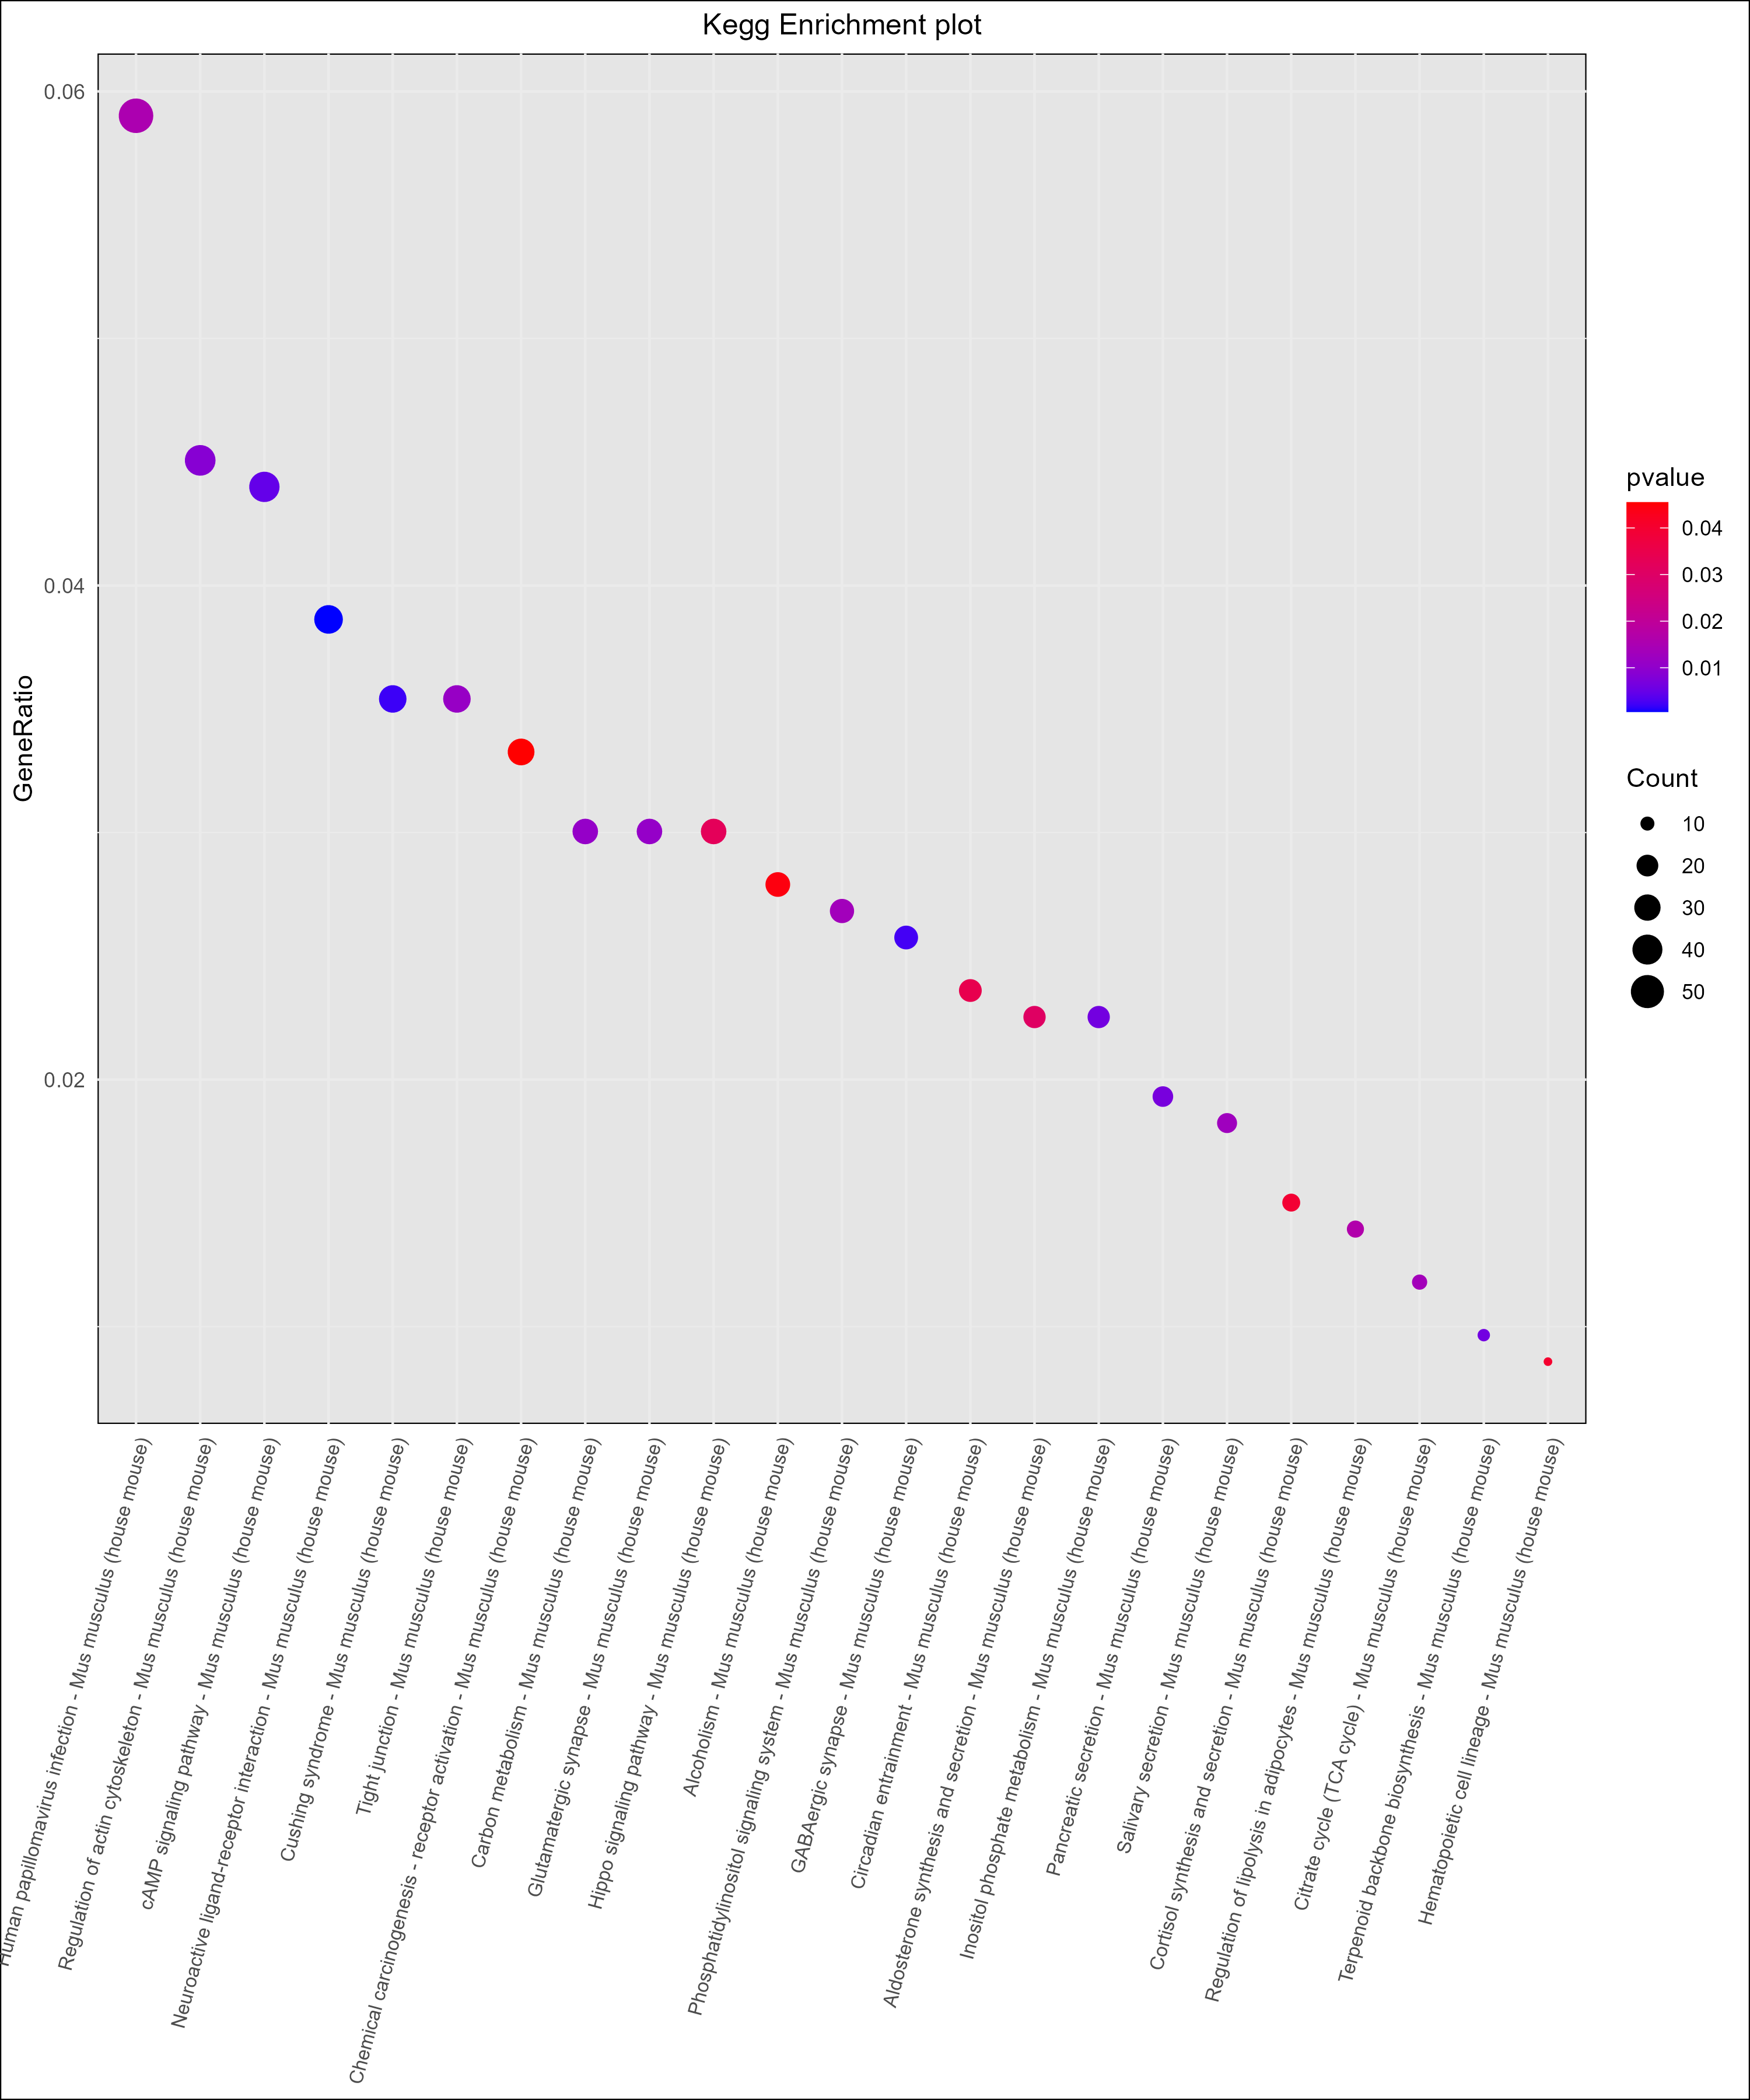 Kegg Enrichment plot
GeneRatio
0.06
0.04
0.02
Human papillomavirus infection - Mus musculus (house mouse)
Regulation of actin cytoskeleton - Mus musculus (house mouse)
cAMP signaling pathway - Mus musculus (house mouse)
Neuroactive ligand-receptor interaction - Mus musculus (house mouse)
Cushing syndrome - Mus musculus (house mouse)
Tight junction - Mus musculus (house mouse)
Chemical carcinogenesis - receptor activation - Mus musculus (house mouse)
Carbon metabolism - Mus musculus (house mouse)
Glutamatergic synapse - Mus musculus (house mouse)
Hippo signaling pathway - Mus musculus (house mouse)
Alcoholism - Mus musculus (house mouse)
Phosphatidylinositol signaling system - Mus musculus (house mouse)
GABAergic synapse - Mus musculus (house mouse)
Circadian entrainment - Mus musculus (house mouse)
Aldosterone synthesis and secretion - Mus musculus (house mouse)
Inositol phosphate metabolism - Mus musculus (house mouse)
Pancreatic secretion - Mus musculus (house mouse)
Salivary secretion - Mus musculus (house mouse)
Cortisol synthesis and secretion - Mus musculus (house mouse)
Regulation of lipolysis in adipocytes - Mus musculus (house mouse)
Citrate cycle (TCA cycle) - Mus musculus (house mouse)
Terpenoid backbone biosynthesis - Mus musculus (house mouse)
Hematopoietic cell lineage - Mus musculus (house mouse)
pvalue
0.04
0.03
0.02
0.01
Count
10
20
30
40
50